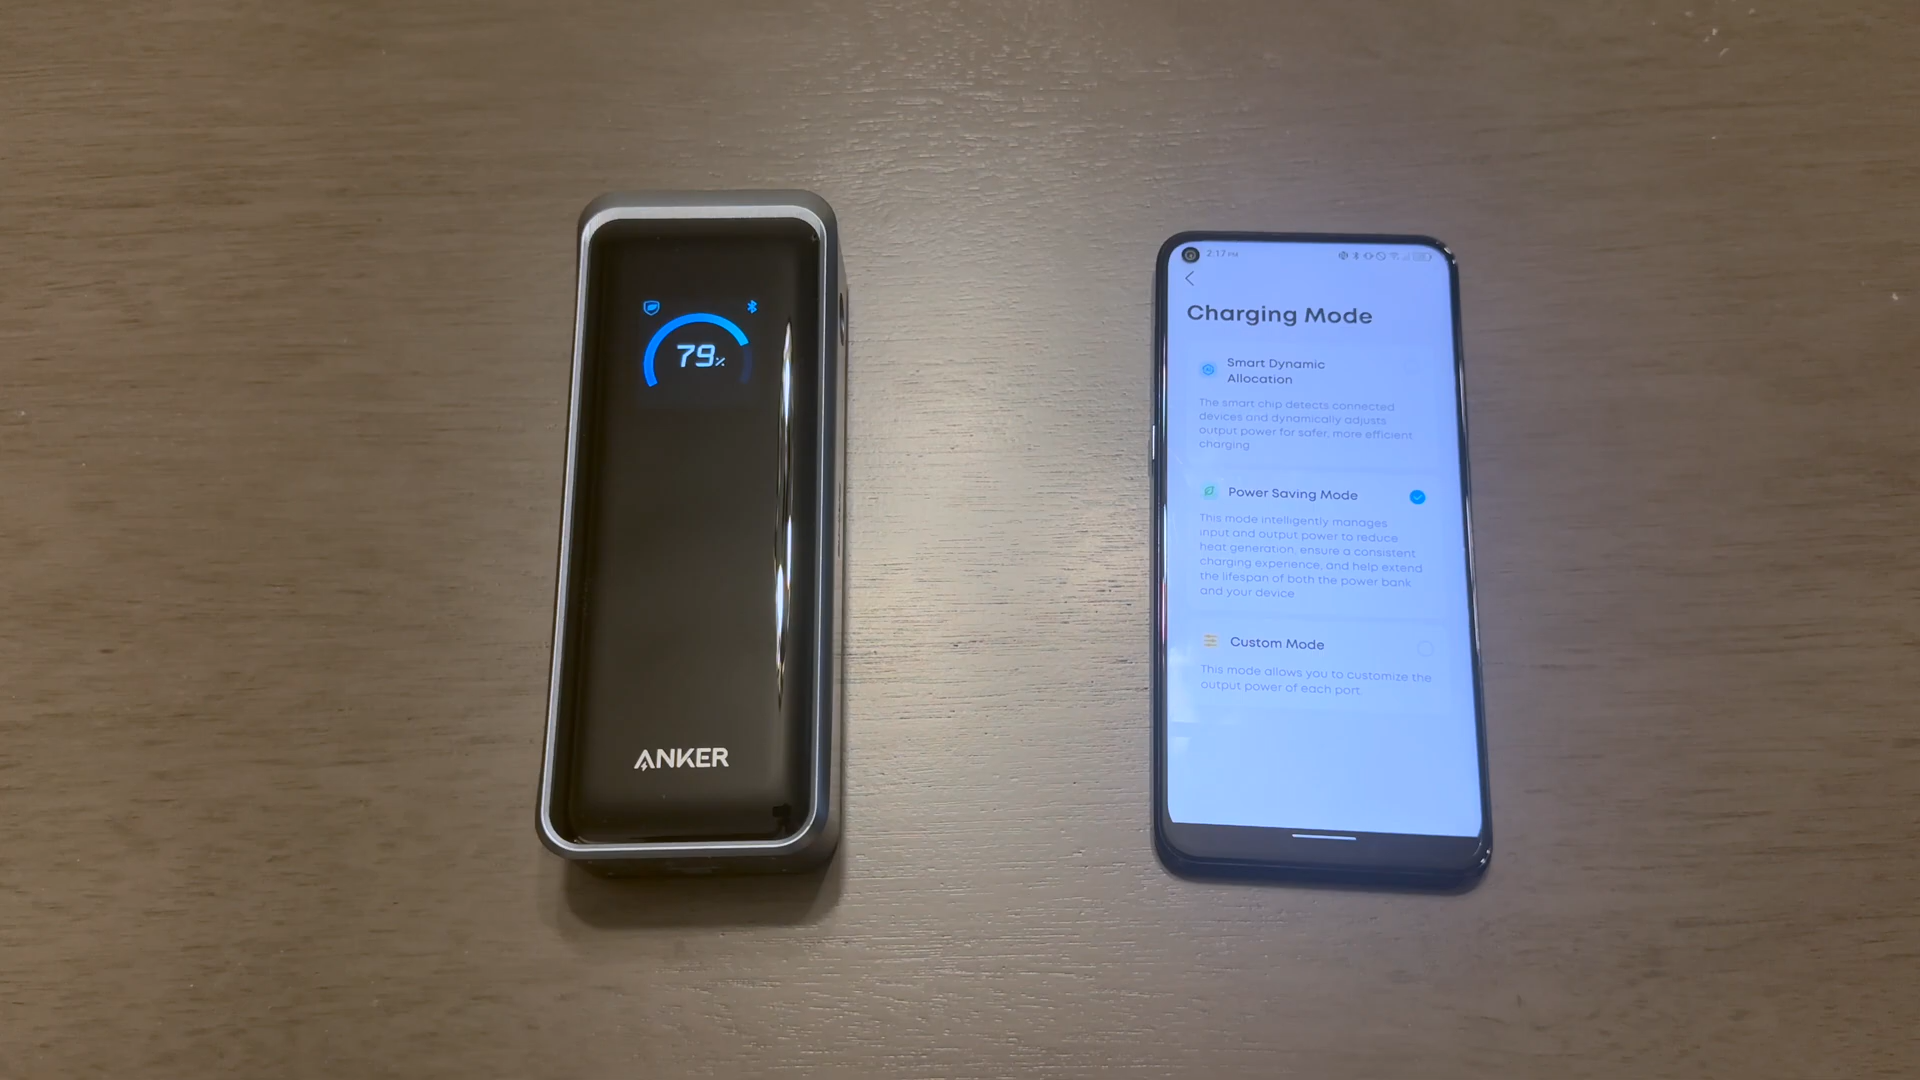 79%
ANKER
2:17 PM
Charging Mode
Smart Dynamic
Allocation
The smart chip detects connected
devices and dynamically adjusts
output power for safer, more efficient
charging
Power Saving Mode
This mode intelligently manages
input and output power to reduce
heat generation, ensure a consistent
charging experience, and help extend
the lifespan of both the power bank
and your device
Custom Mode
This mode allows you to customize the
output power of each port.